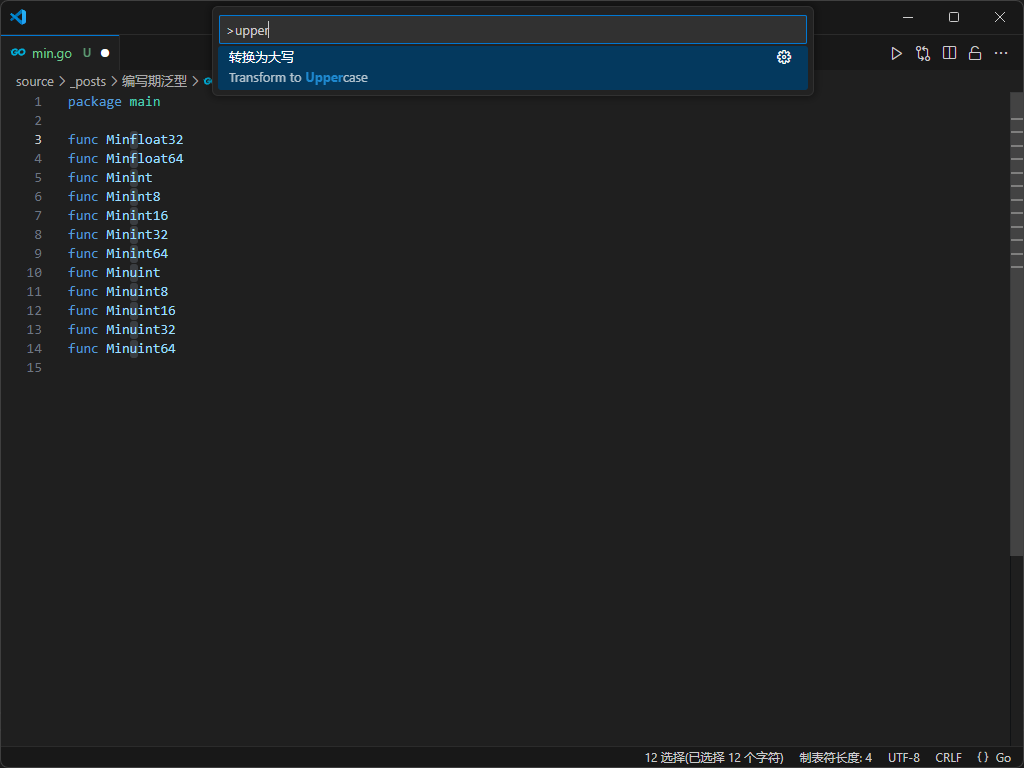 >upper
转换为大写
Transform to Uppercase
GO min.go U
source > _posts > 编写期泛型 >
1 package main
2
3 func Minfloat32
4 func Minfloat64
5 func Minint
6 func Minint8
7 func Minint16
8 func Minint32
9 func Minint64
10 func Minuint
11 func Minuint8
12 func Minuint16
13 func Minuint32
14 func Minuint64
15
12 选择(已选择 12 个字符) 制表符长度: 4 UTF-8 CRLF {} Go